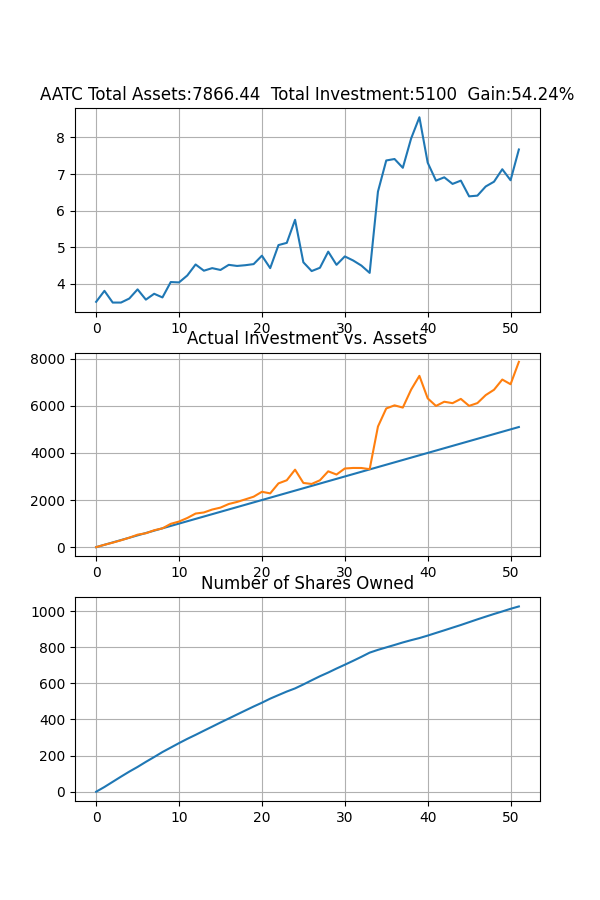 AATC Total Assets:7866.44  Total Investment:5100  Gain:54.24%
8
7
6
5
4
0 10 20 30 40 50
Actual Investment vs. Assets
8000
6000
4000
2000
0
0 10 20 30 40 50
Number of Shares Owned
1000
800
600
400
200
0
0 10 20 30 40 50